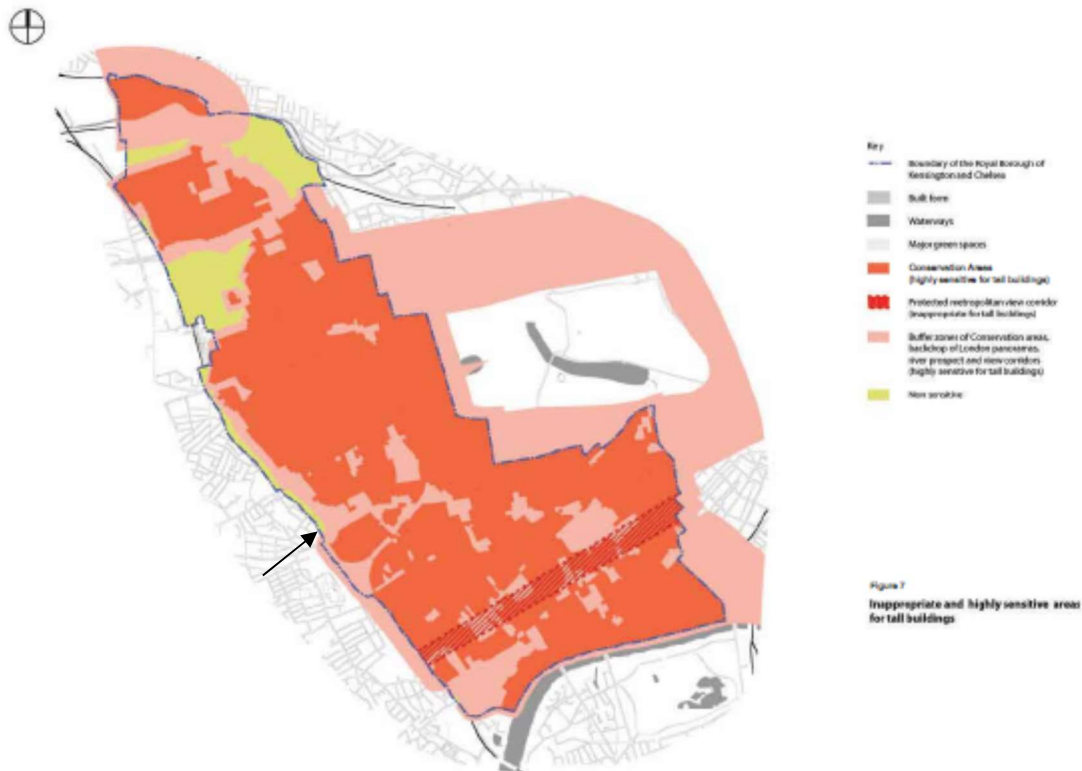 Key
Boundary of the Royal Borough of
Kensington and Chelsea
Built form
Waterways
Major green spaces
Conservation Areas
(highly sensitive for tall buildings)
Protected metropolitan view corridor
(inappropriate for tall buildings)
Buffer zones of Conservation areas,
backdrop of London panoramas,
river prospect and view corridors
(highly sensitive for tall buildings)
Non sensitive
Figure 7
Inappropriate and highly sensitive areas
for tall buildings